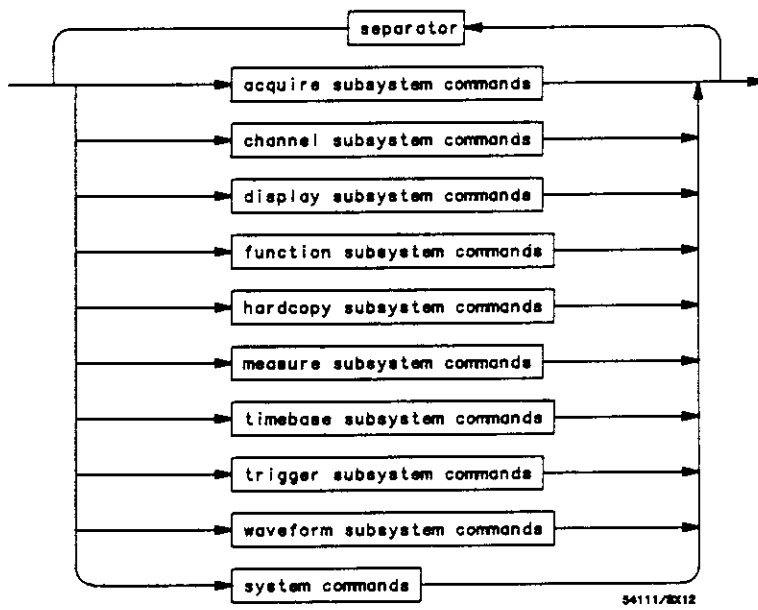 separator
acquire subsystem commands
channel subsystem commands
display subsystem commands
function subsystem commands
hardcopy subsystem commands
measure subsystem commands
timebase subsystem commands
trigger subsystem commands
waveform subsystem commands
system commands
54111/BX12